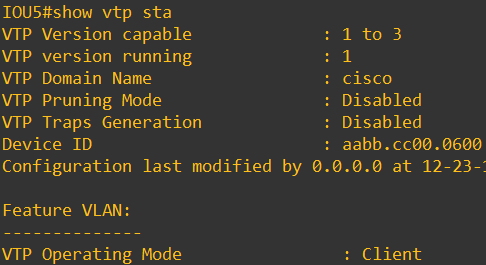 IOU5#show vtp sta
VTP Version capable : 1 to 3
VTP version running : 1
VTP Domain Name : cisco
VTP Pruning Mode : Disabled
VTP Traps Generation : Disabled
Device ID : aabb.cc00.0600
Configuration last modified by 0.0.0.0 at 12-23-
Feature VLAN:
--------------
VTP Operating Mode : Client